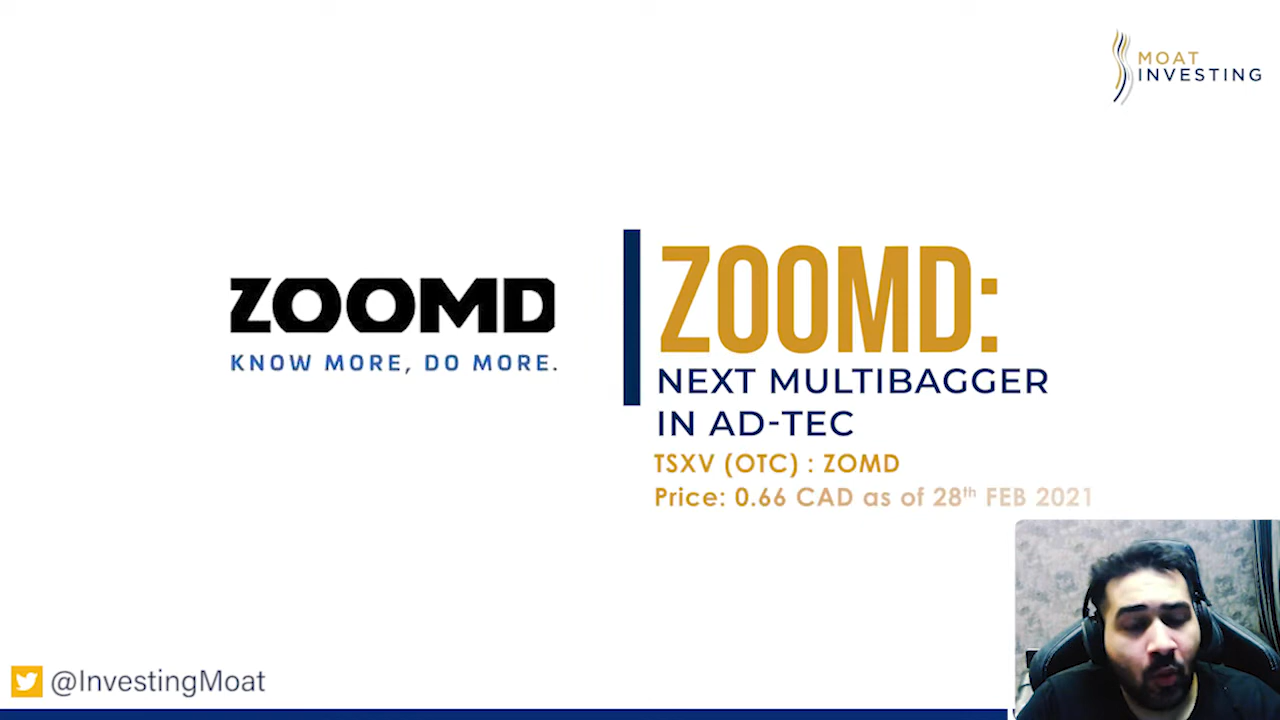 MOAT
INVESTING
ZOOMD
KNOW MORE, DO MORE.
ZOOMD:
NEXT MULTIBAGGER
IN AD-TEC
TSXV (OTC) : ZOMD
Price: 0.66 CAD as of 28th FEB 2021
@InvestingMoat